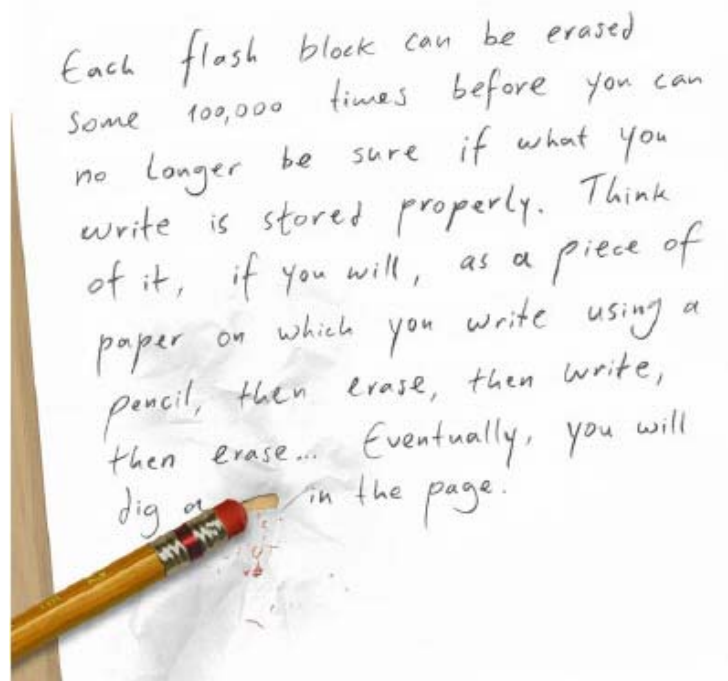 Each flash block can be erased
some 100,000 times before you can
no longer be sure if what you
write is stored properly. Think
of it, if you will, as a piece of
paper on which you write using a
pencil, then erase, then write,
then erase... Eventually, you will
dig a in the page.